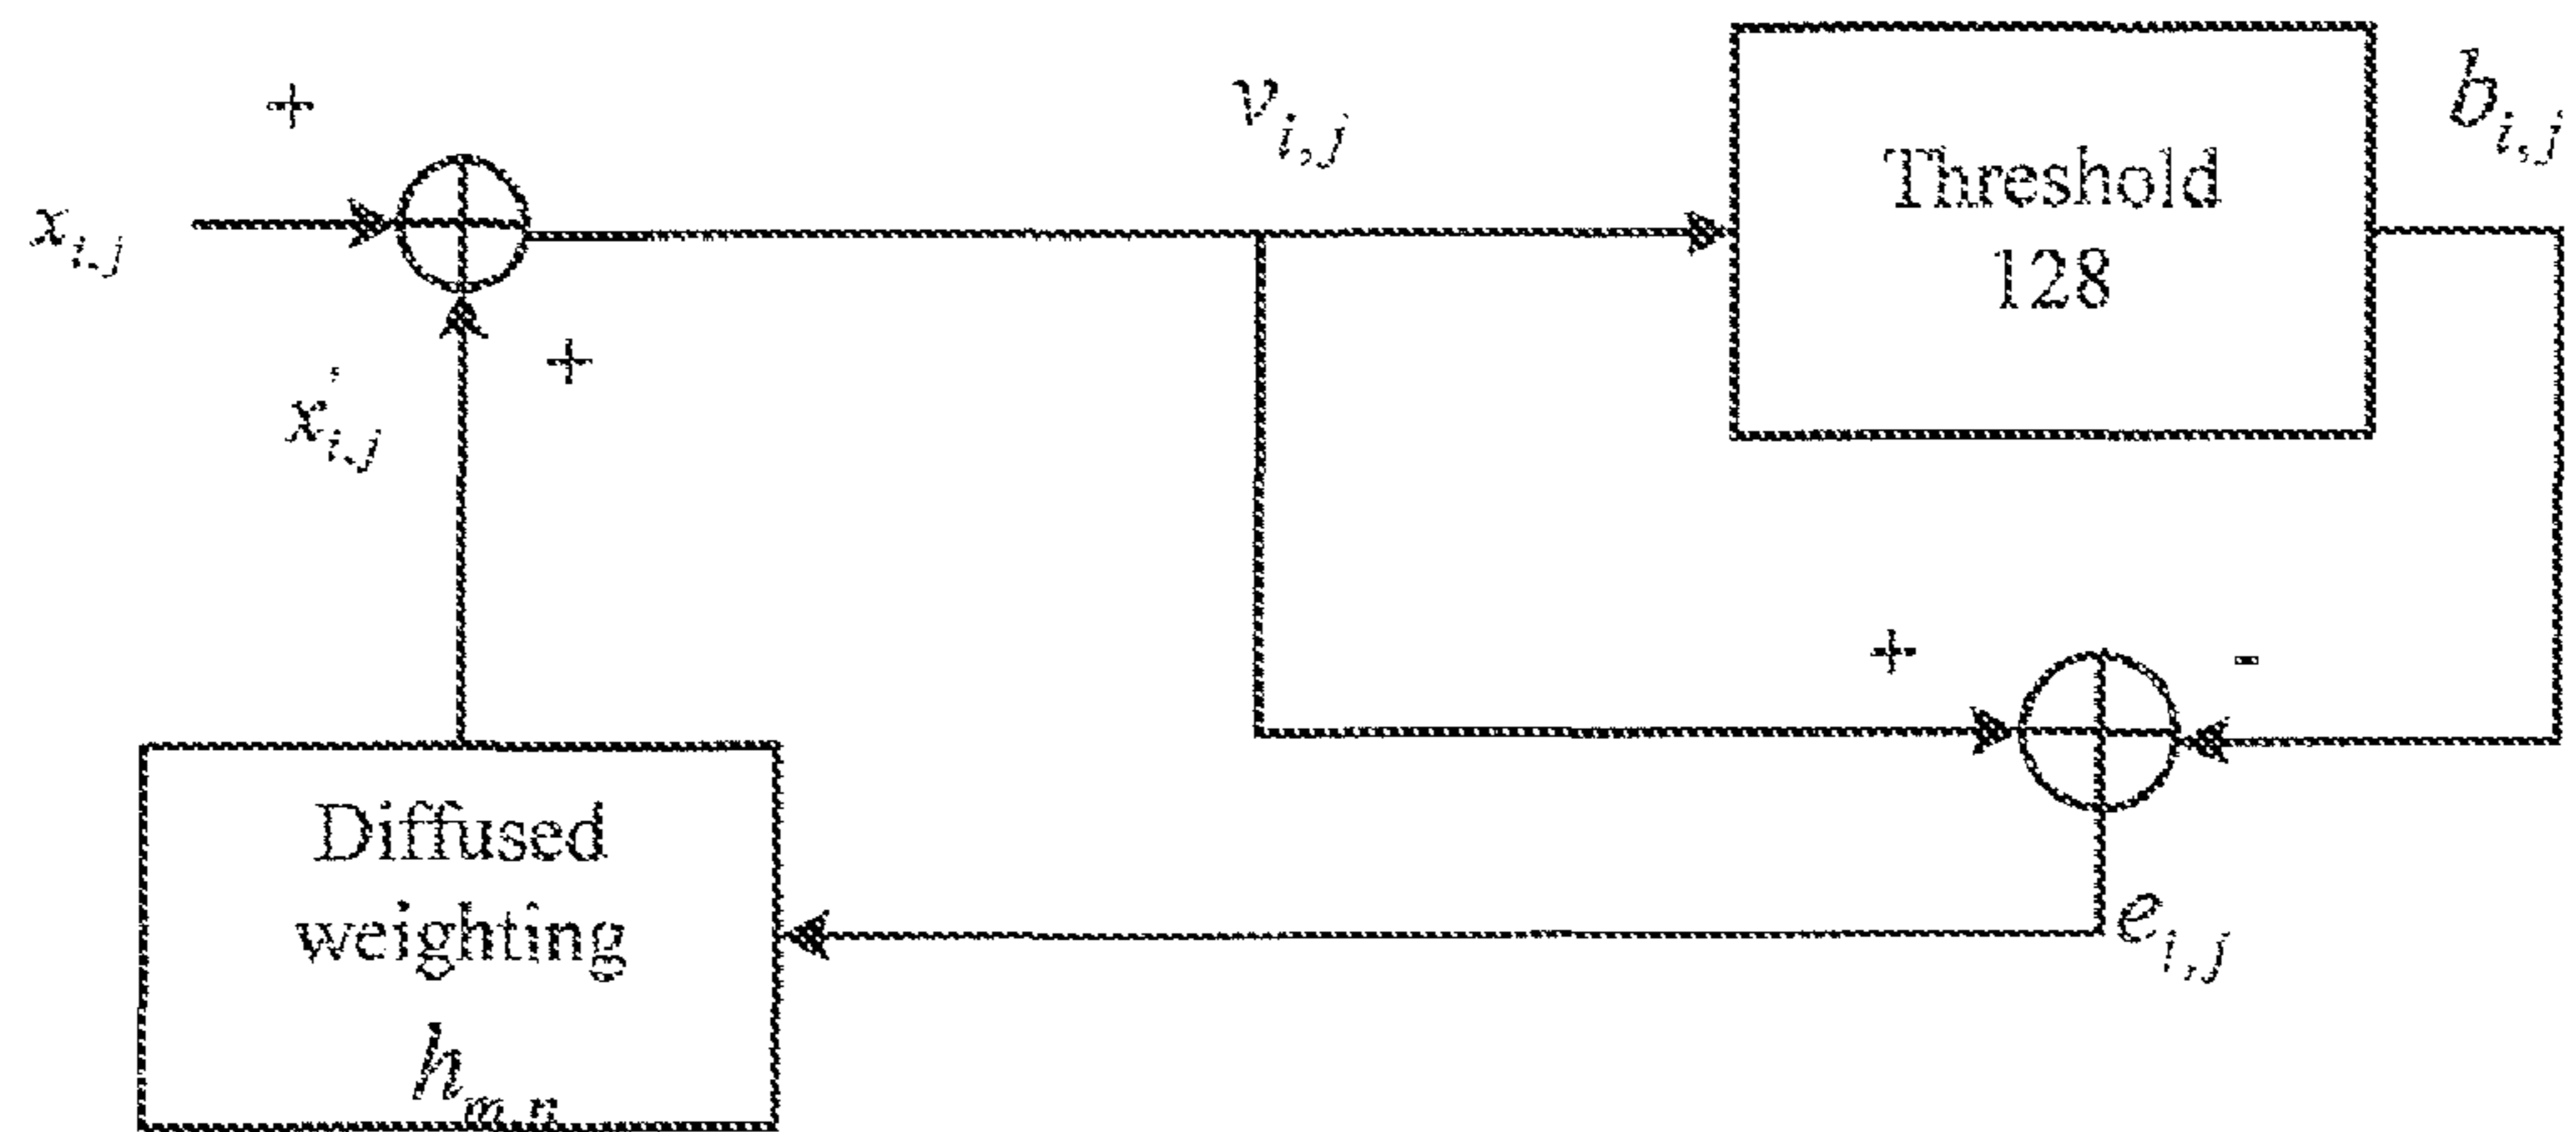 +
v_{i,j}
b_{i,j}
Threshold
128
x_{i,j}
+
x'_{i,j}
+
-
Diffused
weighting
h_{m,n}
e_{i,j}